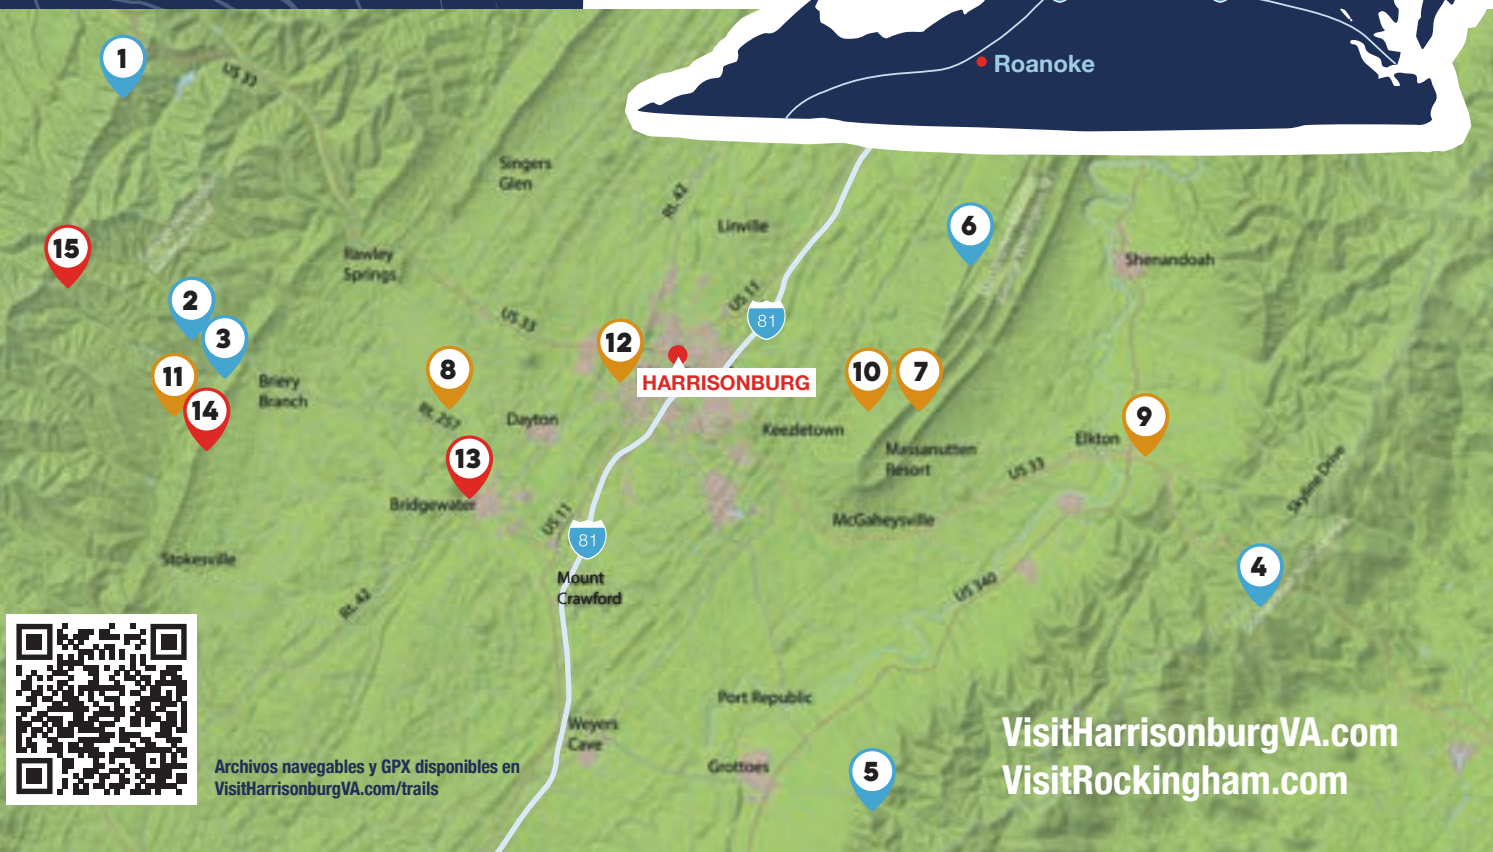 Roanoke
1
US 33
Singers
Glen
Rt. 42
Linville
6
15
Rawley
Springs
Shenandoah
2
US 11
3
US 33
81
12
HARRISONBURG
11
8
10
7
Briery
Branch
14
Rt. 257
Dayton
Keezletown
9
Elkton
Massanutten
Resort
US 33
13
Skyline Drive
Bridgewater
US 11
McGaheysville
81
Stokesville
4
Mount
Crawford
US 340
Rt. 42
Port Republic
Weyers
Cave
Grottoes
5
VisitHarrisonburgVA.com
VisitRockingham.com
Archivos navegables y GPX disponibles en
VisitHarrisonburgVA.com/trails